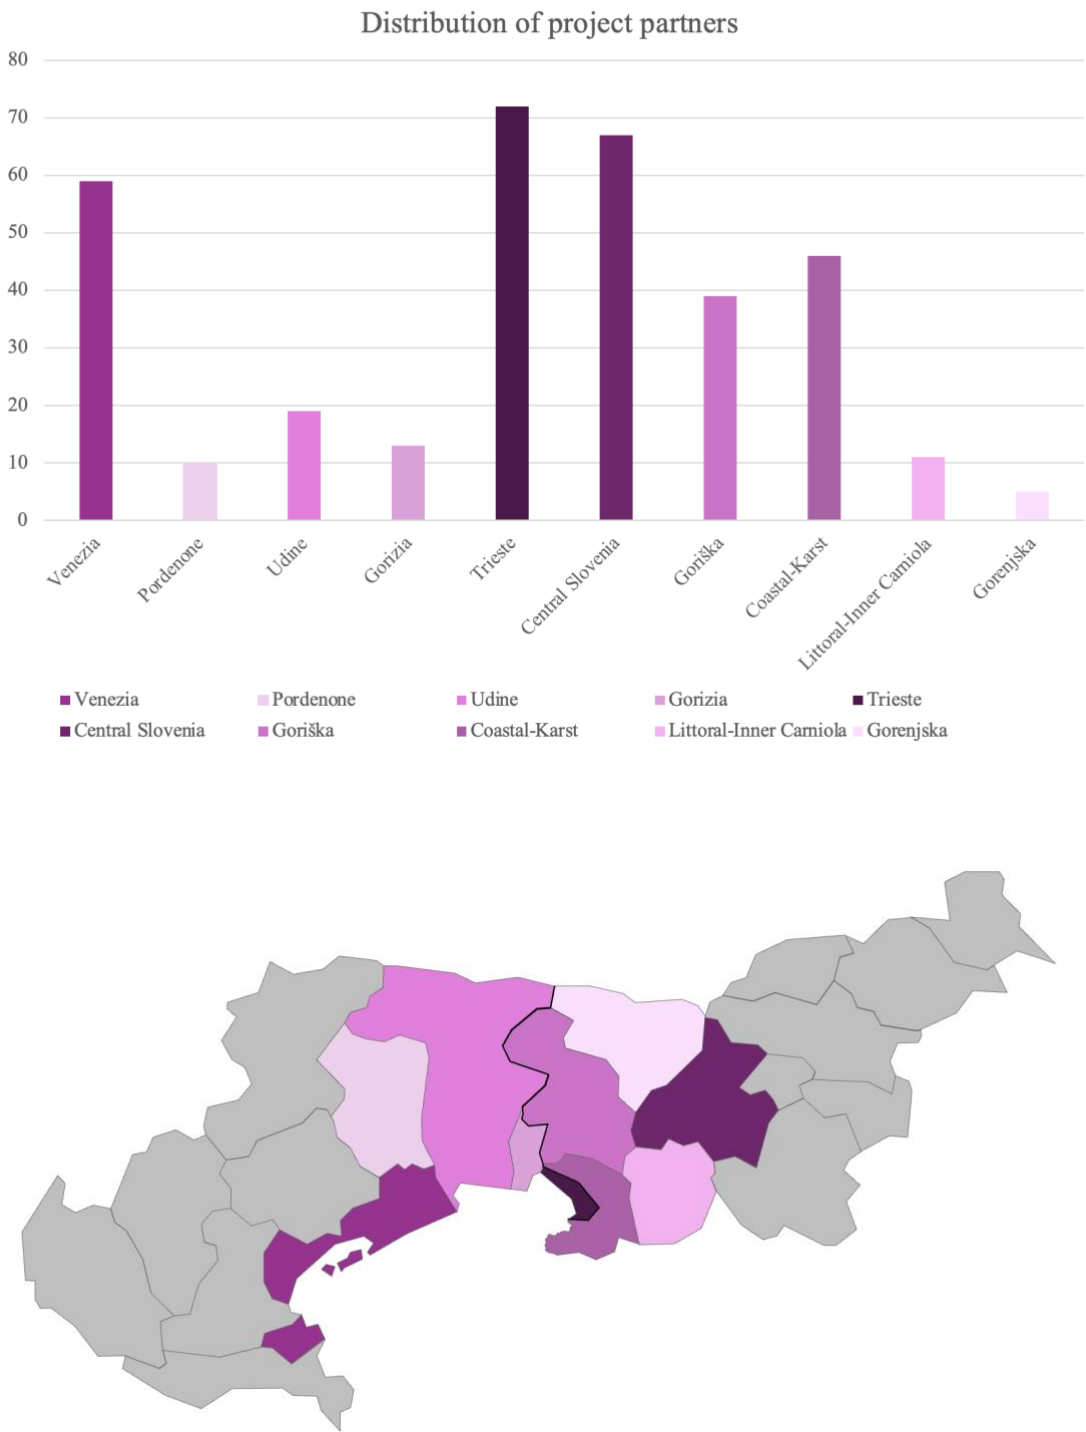 Distribution of project partners
80
70
60
50
40
30
20
10
0
Venezia
Pordenone
Udine
Gorizia
Trieste
Central Slovenia
Goriška
Coastal-Karst
Littoral-Inner Carniola
Gorenjska
Venezia Pordenone Udine Gorizia Trieste
Central Slovenia Goriška Coastal-Karst Littoral-Inner Carniola Gorenjska